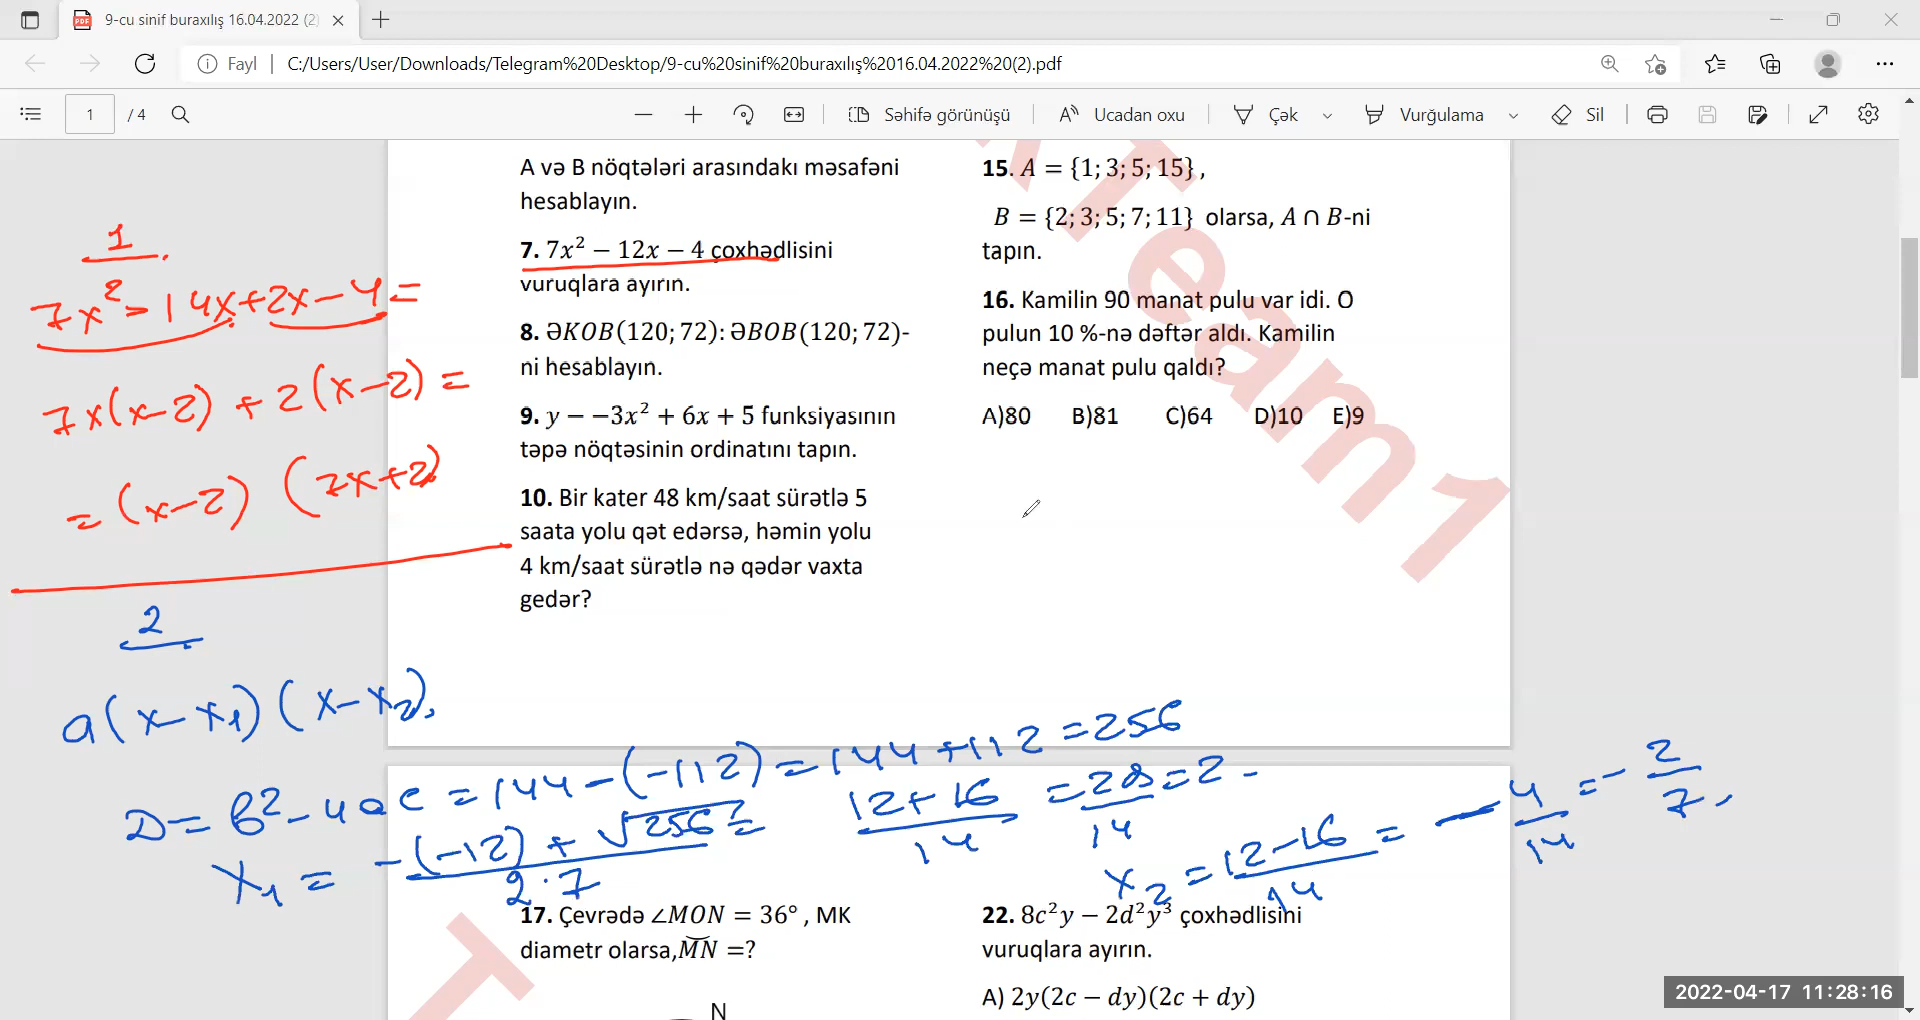 9-cu sinif buraxılış 16.04.2022 (2)
Fayl
C:/Users/User/Downloads/Telegram%20Desktop/9-cu%20sinif%20buraxılış%2016.04.2022%20(2).pdf
1 / 4
Səhifə görünüşü
Ucadan oxu
Çək
Vurğulama
Sil
A və B nöqtələri arasındakı məsafəni
hesablayın.
7. 7x² − 12x − 4 çoxhədlisini
vuruqlara ayırın.
8. ƏKOB(120; 72): ƏBOB(120; 72)-
ni hesablayın.
9. y − −3x² + 6x + 5 funksiyasının
təpə nöqtəsinin ordinatını tapın.
10. Bir kater 48 km/saat sürətlə 5
saata yolu qət edərsə, həmin yolu
4 km/saat sürətlə nə qədər vaxta
gedər?
15. A = {1; 3; 5; 15},
B = {2; 3; 5; 7; 11} olarsa, A ∩ B-ni
tapın.
16. Kamilin 90 manat pulu var idi. O
pulun 10 %-nə dəftər aldı. Kamilin
neçə manat pulu qaldı?
A)80 B)81 C)64 D)10 E)9
Team1
1
7x² − 14x + 2x − 4 =
7x(x−2) + 2(x−2) =
= (x−2) (7x+2)
2
a(x−x₁)(x−x₂),
D = b² − 4ac = 144 − (−112) = 144 + 112 = 256
x₁ = (−(−12) + √256)/(2·7) = (12+16)/14 = 28/14 = 2
x₂ = (12−16)/14 = −4/14 = −2/7
17. Çevrədə ∠MON = 36° , MK
diametr olarsa, M͝N =?
N
22. 8c²y − 2d²y³ çoxhədlisini
vuruqlara ayırın.
A) 2y(2c − dy)(2c + dy)
T
2022-04-17 11:28:16